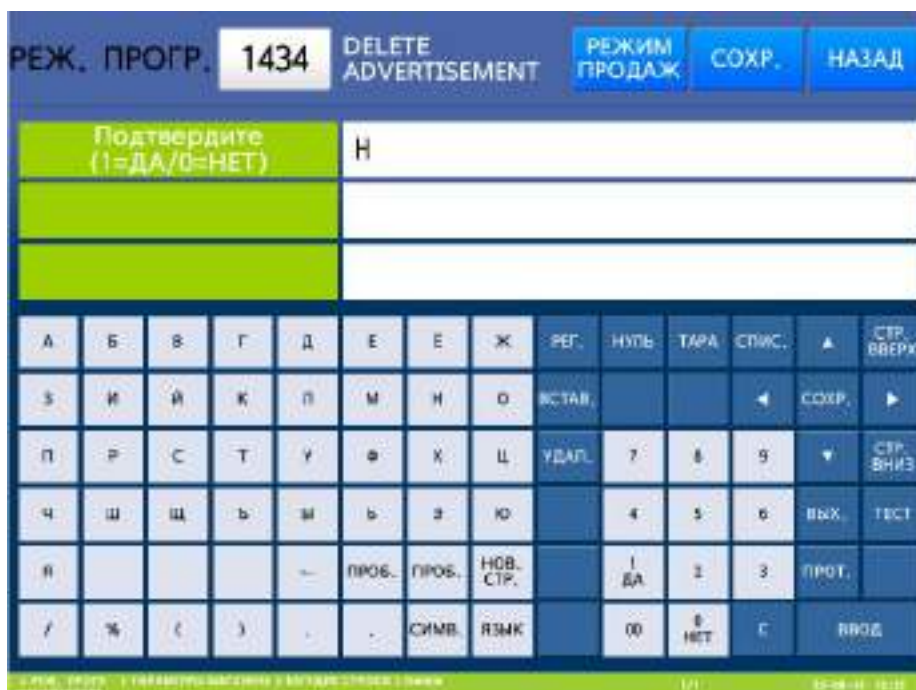 РЕЖ. ПРОГР. 1434 DELETE ADVERTISEMENT РЕЖИМ ПРОДАЖ СОХР. НАЗАД
Подтвердите
(1=ДА/0=НЕТ) Н
А Б В Г Д Е Ё Ж РЕГ. НУЛЬ ТАРА СПИС. ▲ СТР. ВВЕРХ
З И Й К Л М Н О ВСТАВ. ◀ СОХР. ▶
П Р С Т У Ф Х Ц УДАЛ. 7 8 9 ▼ СТР. ВНИЗ
Ч Ш Щ Ъ Ы Ь Э Ю 4 5 6 ВЫХ. ТЕСТ
Я ← ПРОБ. ПРОБ. НОВ. СТР. 1 ДА 2 3 ПРОТ.
/ % ( ) , . СИМВ. ЯЗЫК 00 0 НЕТ С ВВОД
1/1